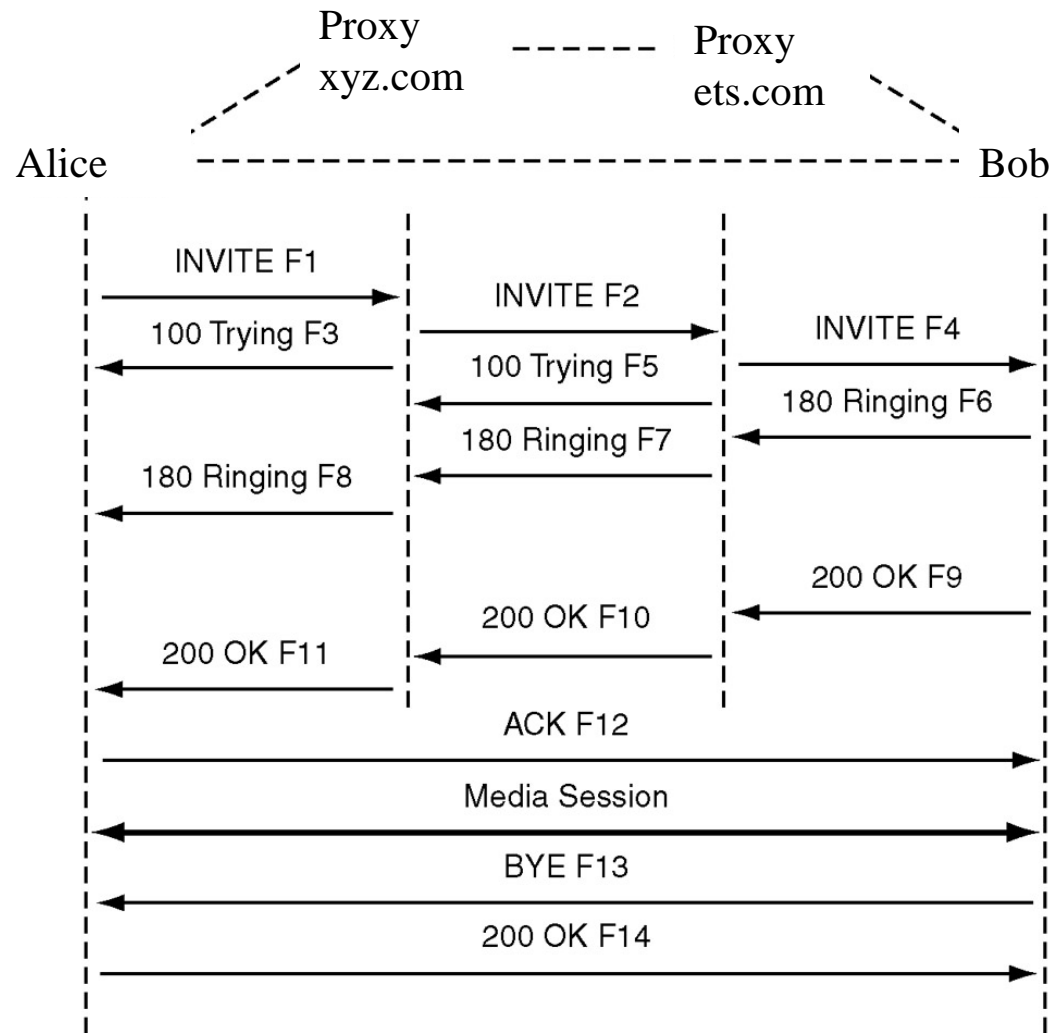 Proxy
xyz.com
Proxy
ets.com
Alice
Bob
INVITE F1
INVITE F2
100 Trying F3
INVITE F4
100 Trying F5
180 Ringing F6
180 Ringing F7
180 Ringing F8
200 OK F9
200 OK F10
200 OK F11
ACK F12
Media Session
BYE F13
200 OK F14